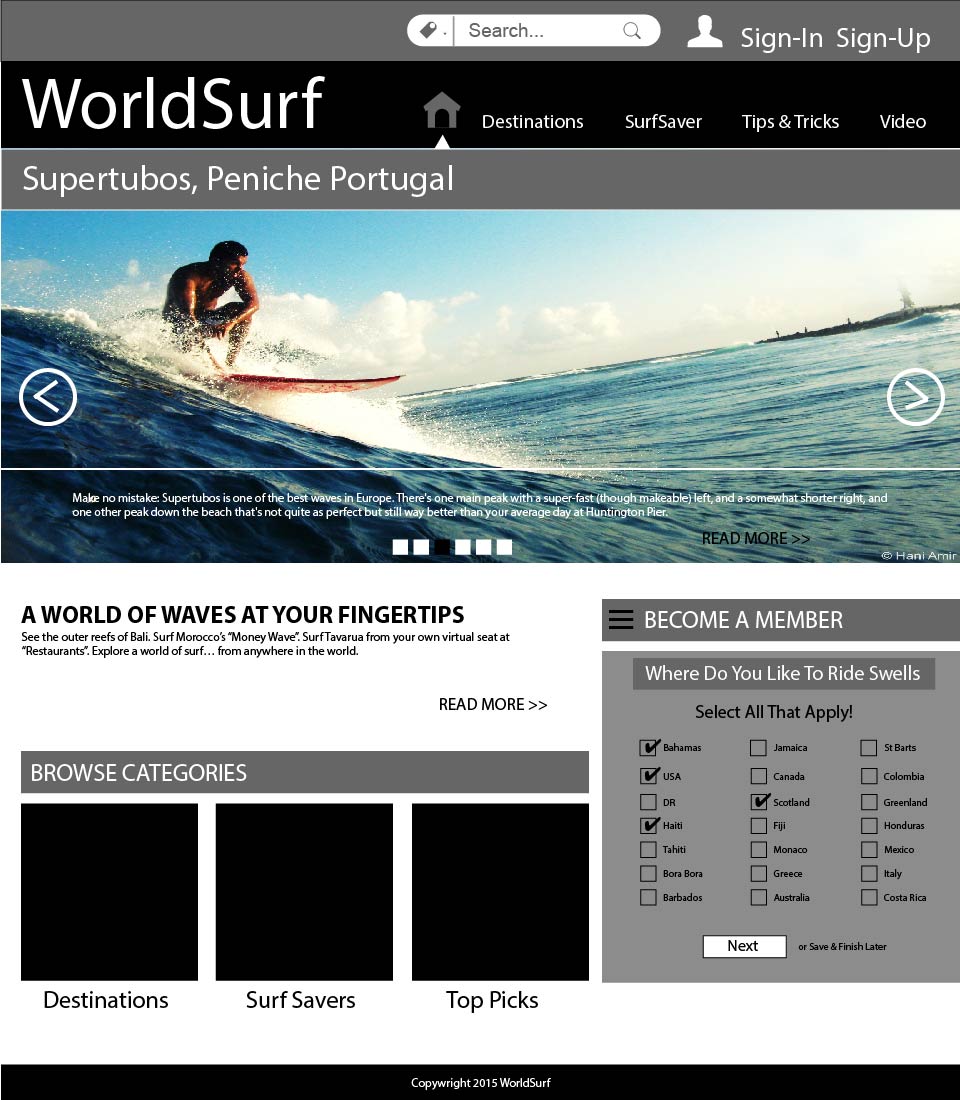 Search...
Sign-In Sign-Up
WorldSurf
Destinations SurfSaver Tips & Tricks Video
Supertubos, Peniche Portugal
Make no mistake: Supertubos is one of the best waves in Europe. There's one main peak with a super-fast (though makeable) left, and a somewhat shorter right, and
one other peak down the beach that's not quite as perfect but still way better than your average day at Huntington Pier.
READ MORE >>
© Hani Amir
A WORLD OF WAVES AT YOUR FINGERTIPS
See the outer reefs of Bali. Surf Morocco's “Money Wave”. Surf Tavarua from your own virtual seat at
“Restaurants”. Explore a world of surf… from anywhere in the world.
READ MORE >>
BROWSE CATEGORIES
Destinations
Surf Savers
Top Picks
BECOME A MEMBER
Where Do You Like To Ride Swells
Select All That Apply!
Bahamas Jamaica St Barts
USA Canada Colombia
DR Scotland Greenland
Haiti Fiji Honduras
Tahiti Monaco Mexico
Bora Bora Greece Italy
Barbados Australia Costa Rica
Next or Save & Finish Later
Copywright 2015 WorldSurf